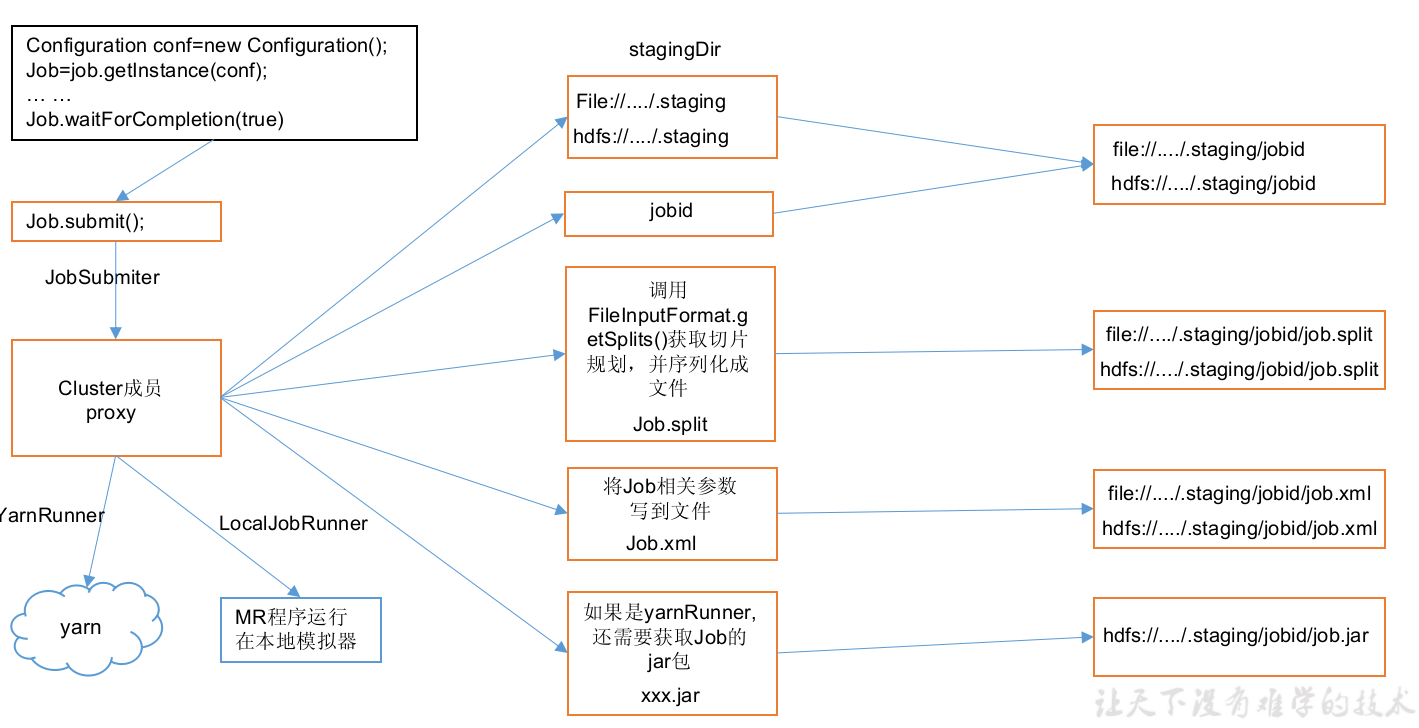 Configuration conf=new Configuration();
Job=job.getInstance(conf);
… …
Job.waitForCompletion(true)
Job.submit();
JobSubmiter
Cluster成员
proxy
YarnRunner
LocalJobRunner
yarn
MR程序运行
在本地模拟器
stagingDir
File://..../.staging
hdfs://..../.staging
jobid
调用
FileInputFormat.g
etSplits()获取切片
规划，并序列化成
文件
Job.split
将Job相关参数
写到文件
Job.xml
如果是yarnRunner,
还需要获取Job的
jar包
xxx.jar
file://..../.staging/jobid
hdfs://..../.staging/jobid
file://..../.staging/jobid/job.split
hdfs://..../.staging/jobid/job.split
file://..../.staging/jobid/job.xml
hdfs://..../.staging/jobid/job.xml
hdfs://..../.staging/jobid/job.jar
让天下没有难学的技术